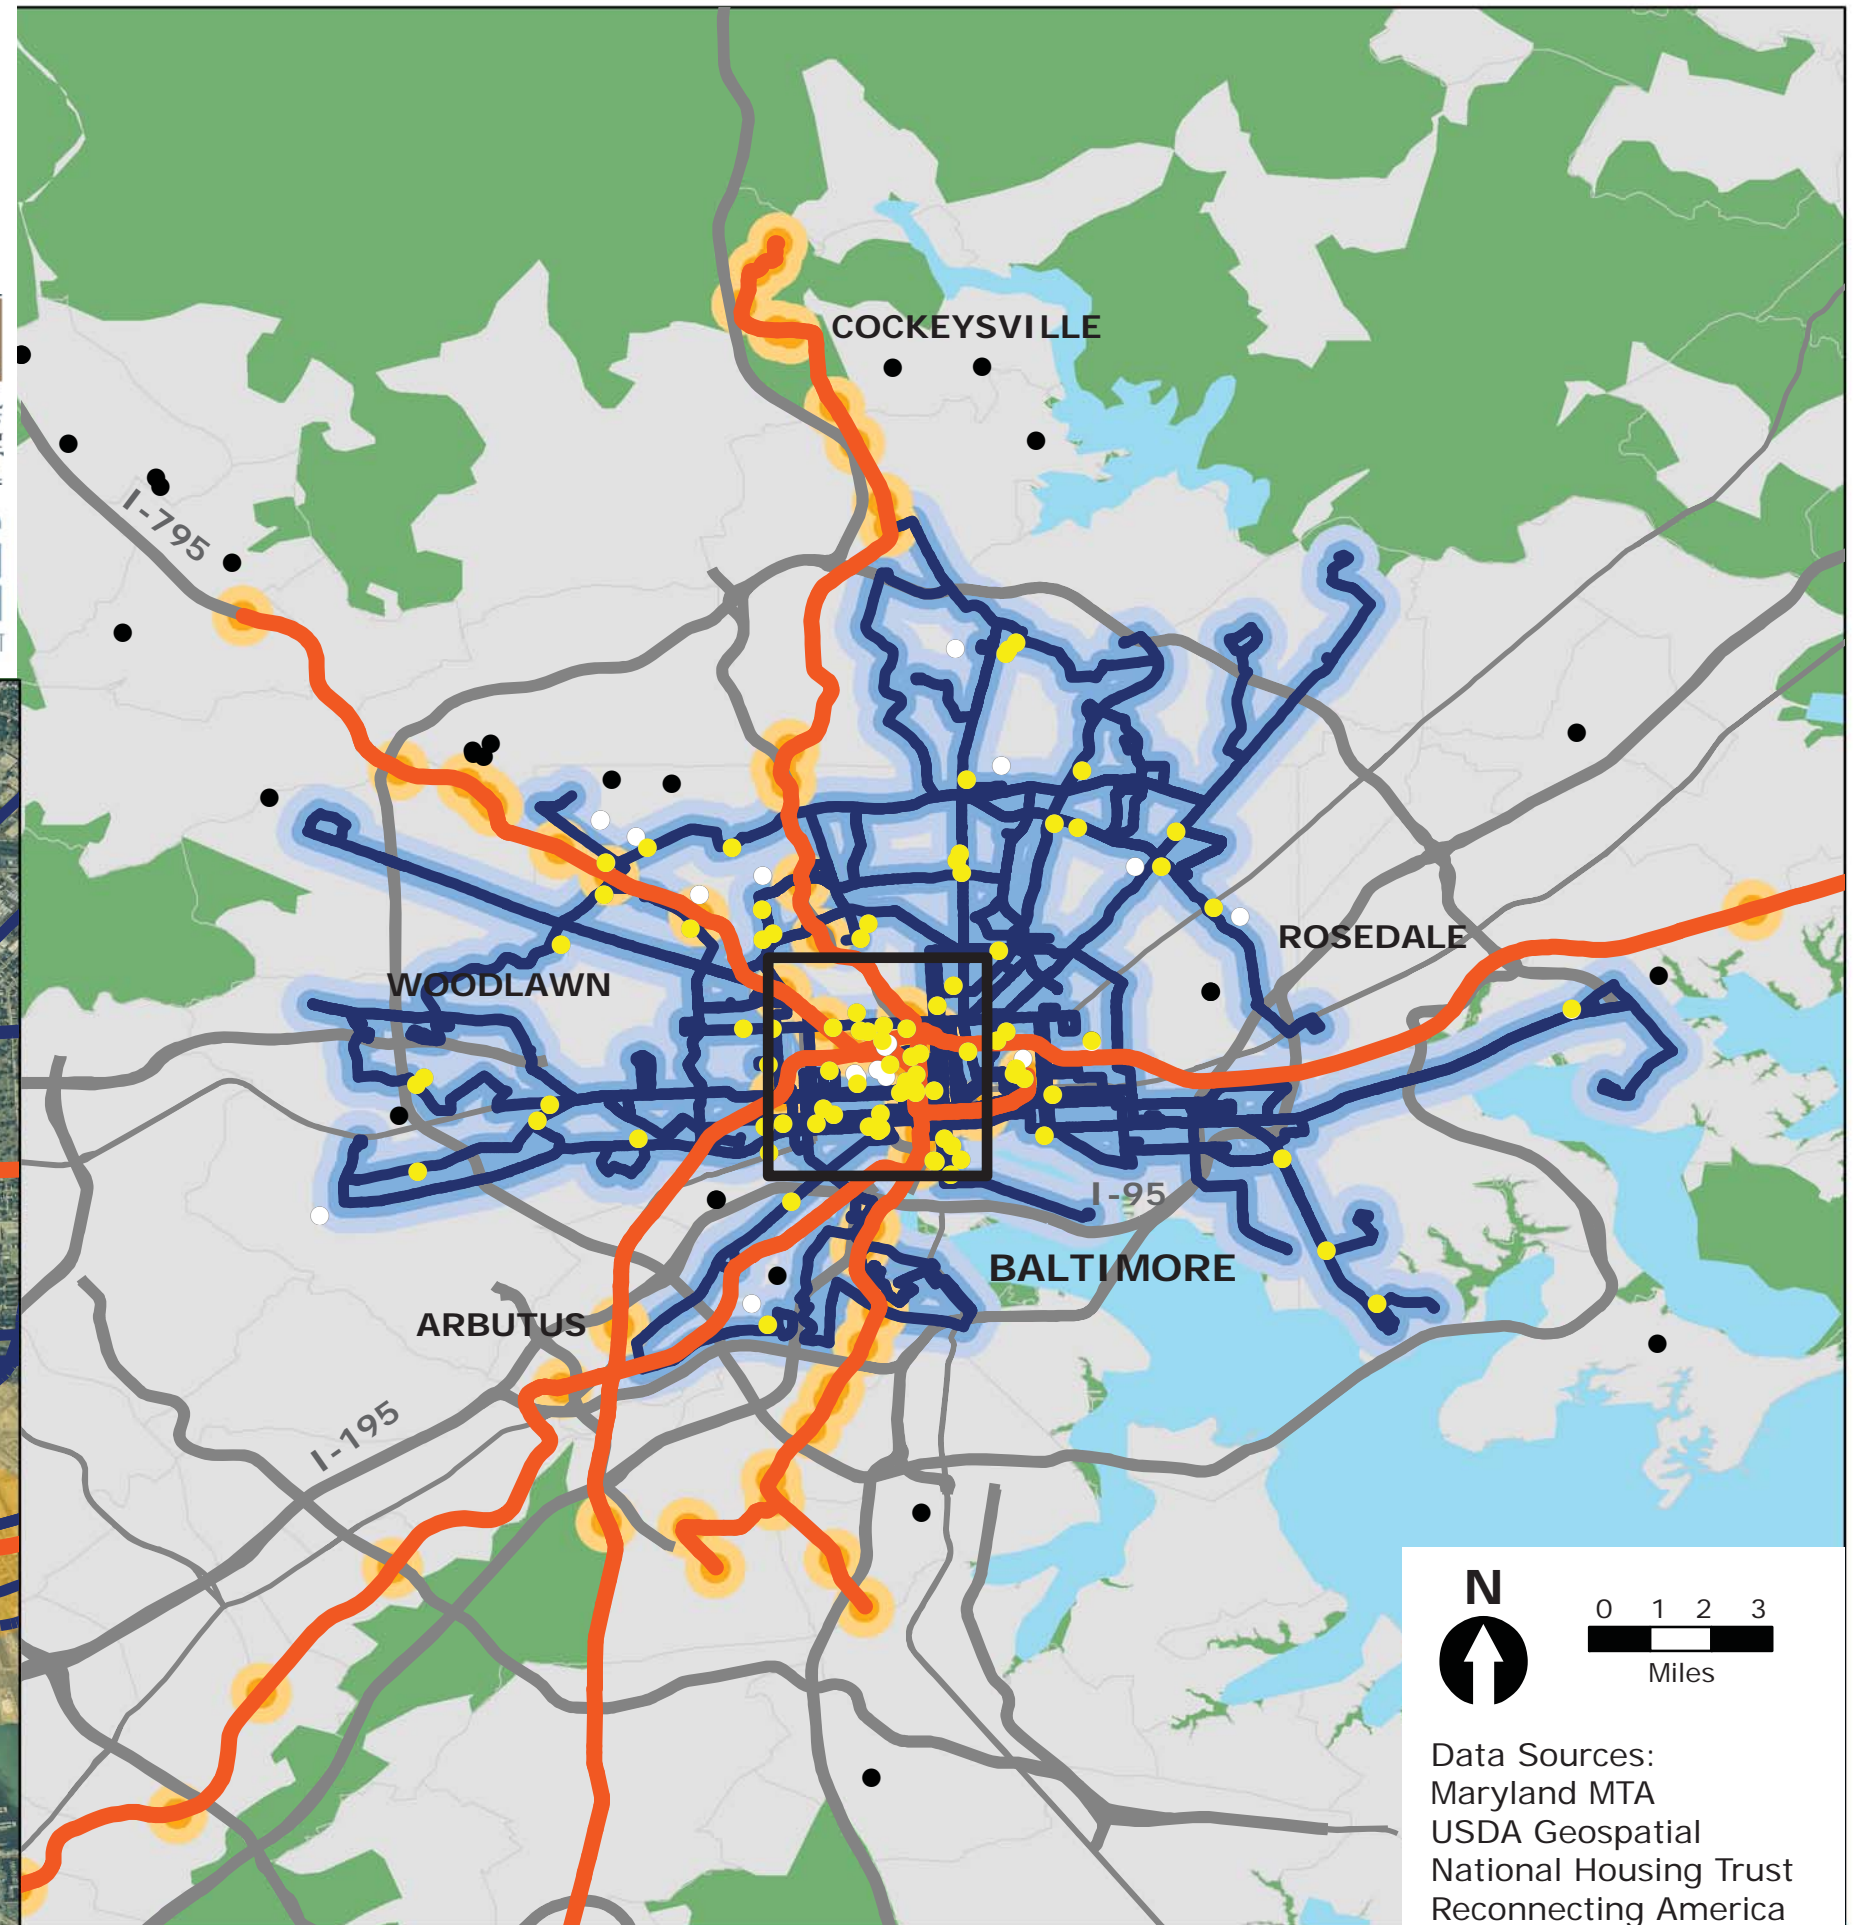 COCKEYSVILLE
I-795
ROSEDALE
WOODLAWN
I-95
BALTIMORE
ARBUTUS
I-195
N
0 1 2 3
Miles
Data Sources:
Maryland MTA
USDA Geospatial
National Housing Trust
Reconnecting America